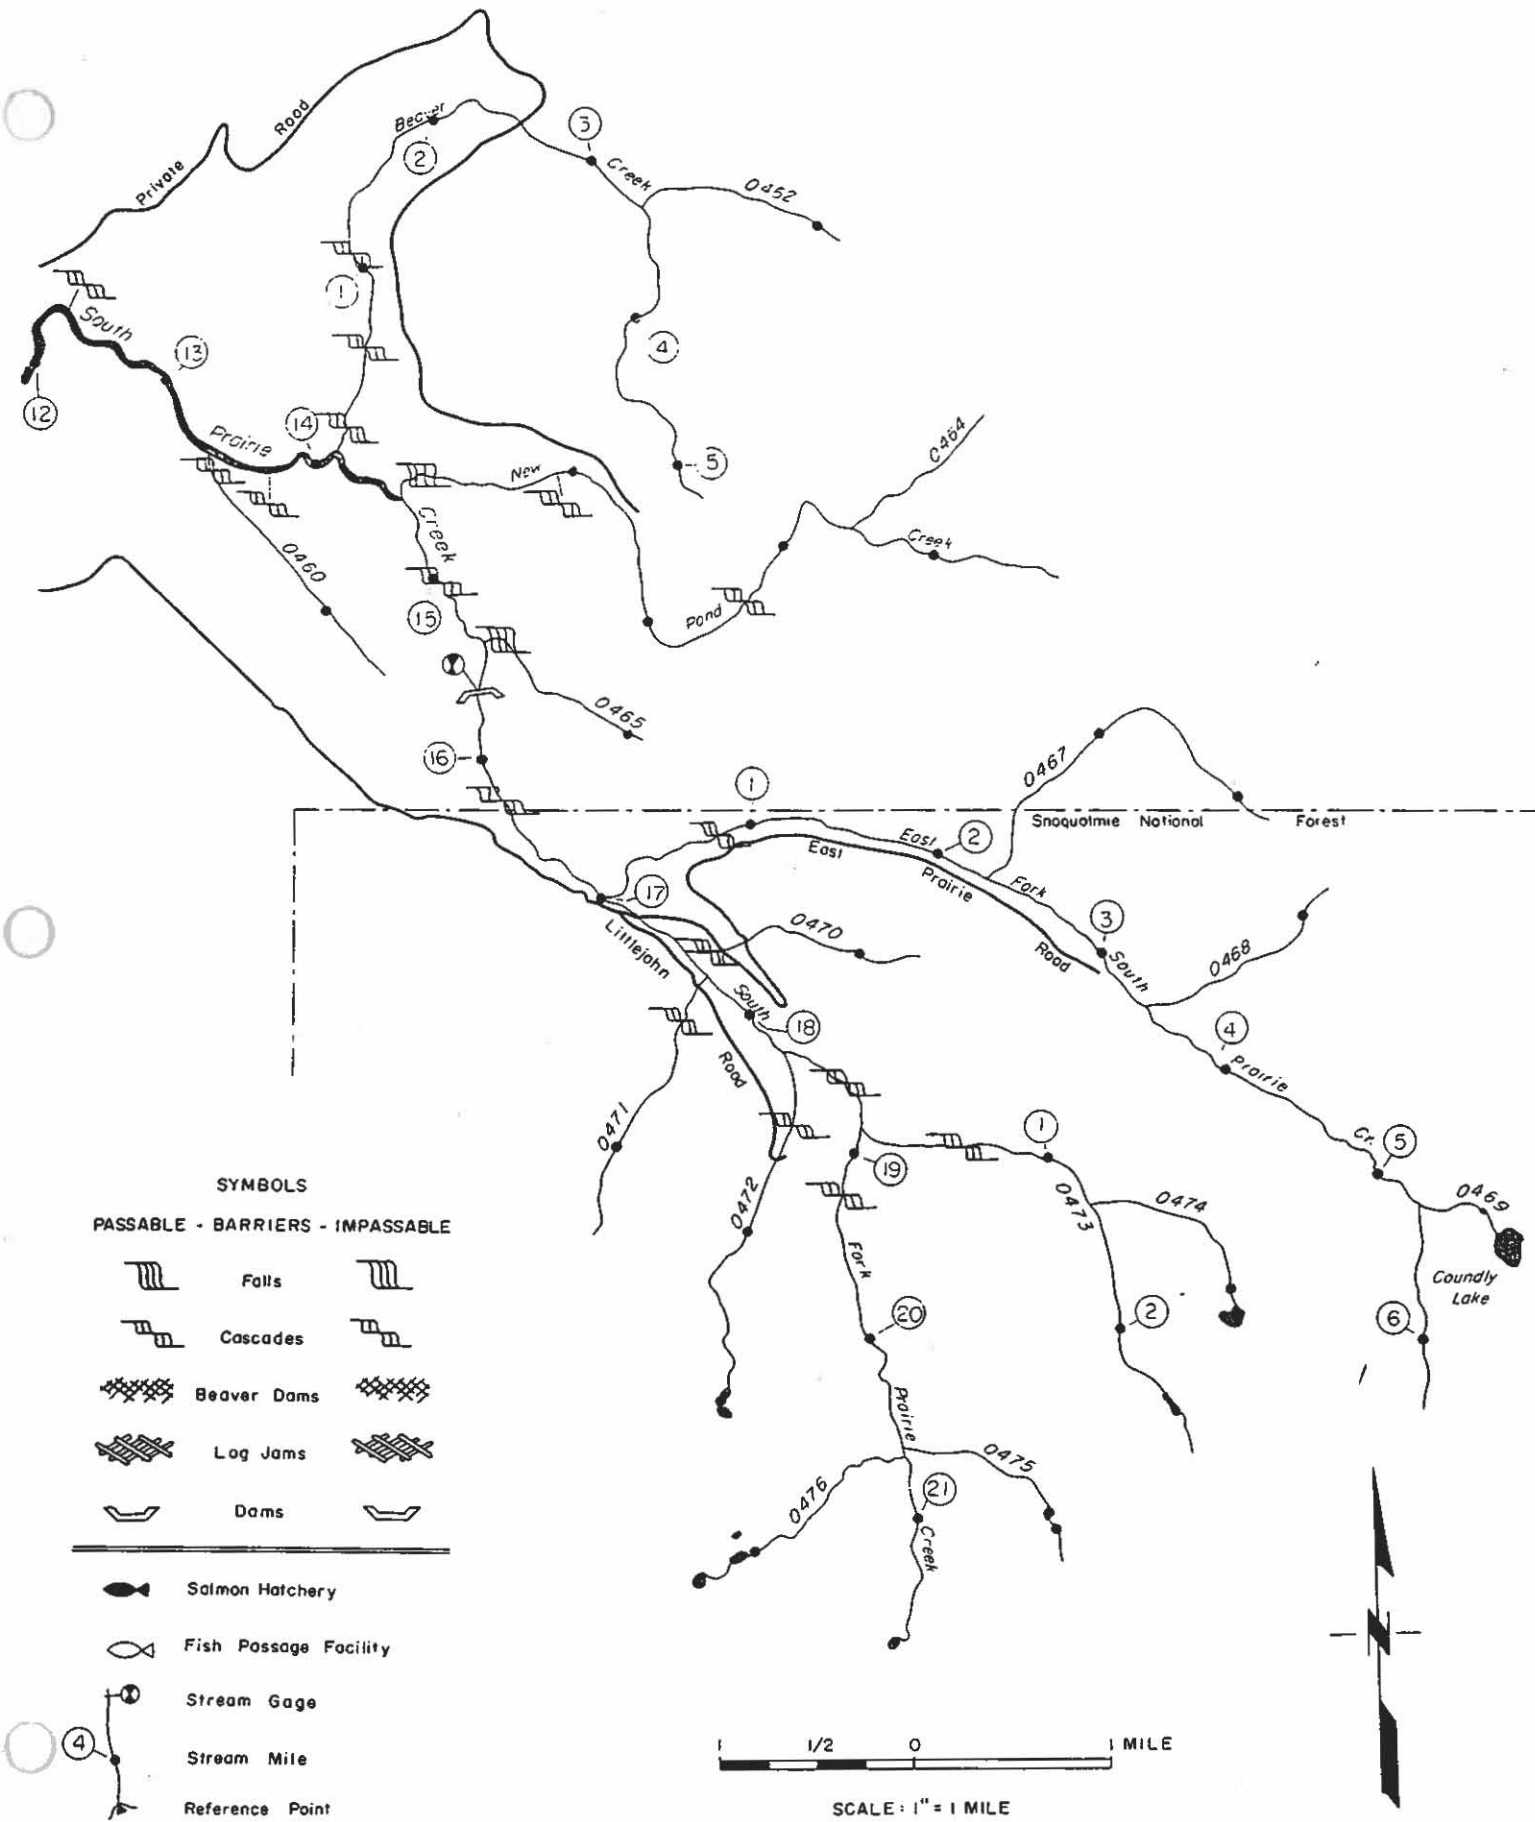 Private Road
Beaver
2
3
Creek
0452
1
South
13
12
4
14
Prairie
5
0464
New
Creek
Creek
0460
15
Pond
0465
16
0467
1
Snoqualmie National Forest
East
2
East
Fork
Prairie
17
3
0470
Littlejohn
Road
South
0468
South
18
4
Road
Prairie
0471
1
Cr.
5
19
SYMBOLS
0472
0473
0474
0469
PASSABLE - BARRIERS - IMPASSABLE
Falls
Fork
Coundly
Lake
Cascades
20
2
6
Beaver Dams
Prairie
Log Jams
0475
0476
21
Dams
Creek
Salmon Hatchery
Fish Passage Facility
N
Stream Gage
4
Stream Mile
1 1/2 0 1 MILE
Reference Point
SCALE: 1" = 1 MILE